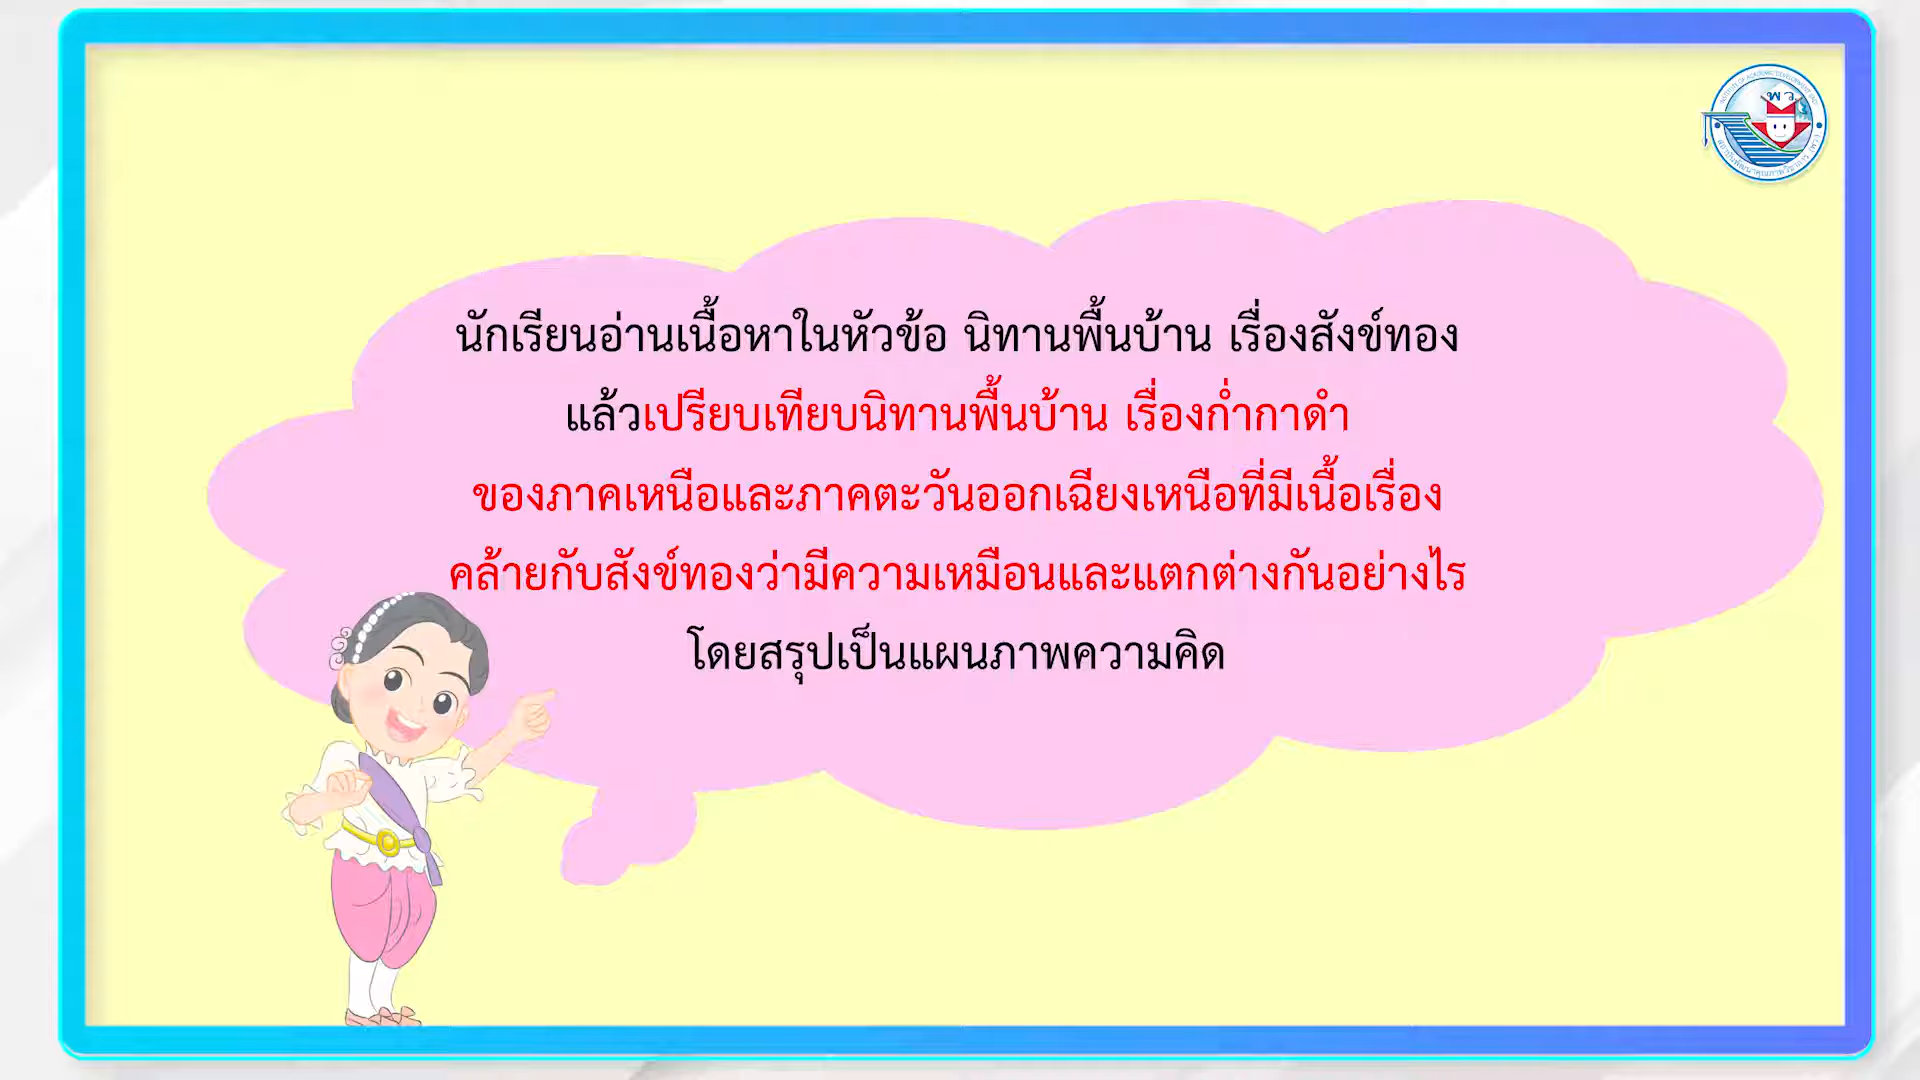 พว.
นักเรียนอ่านเนื้อหาในหัวข้อ นิทานพื้นบ้าน เรื่องสังข์ทอง
แล้วเปรียบเทียบนิทานพื้นบ้าน เรื่องก่ำกาดำ
ของภาคเหนือและภาคตะวันออกเฉียงเหนือที่มีเนื้อเรื่อง
คล้ายกับสังข์ทองว่ามีความเหมือนและแตกต่างกันอย่างไร
โดยสรุปเป็นแผนภาพความคิด